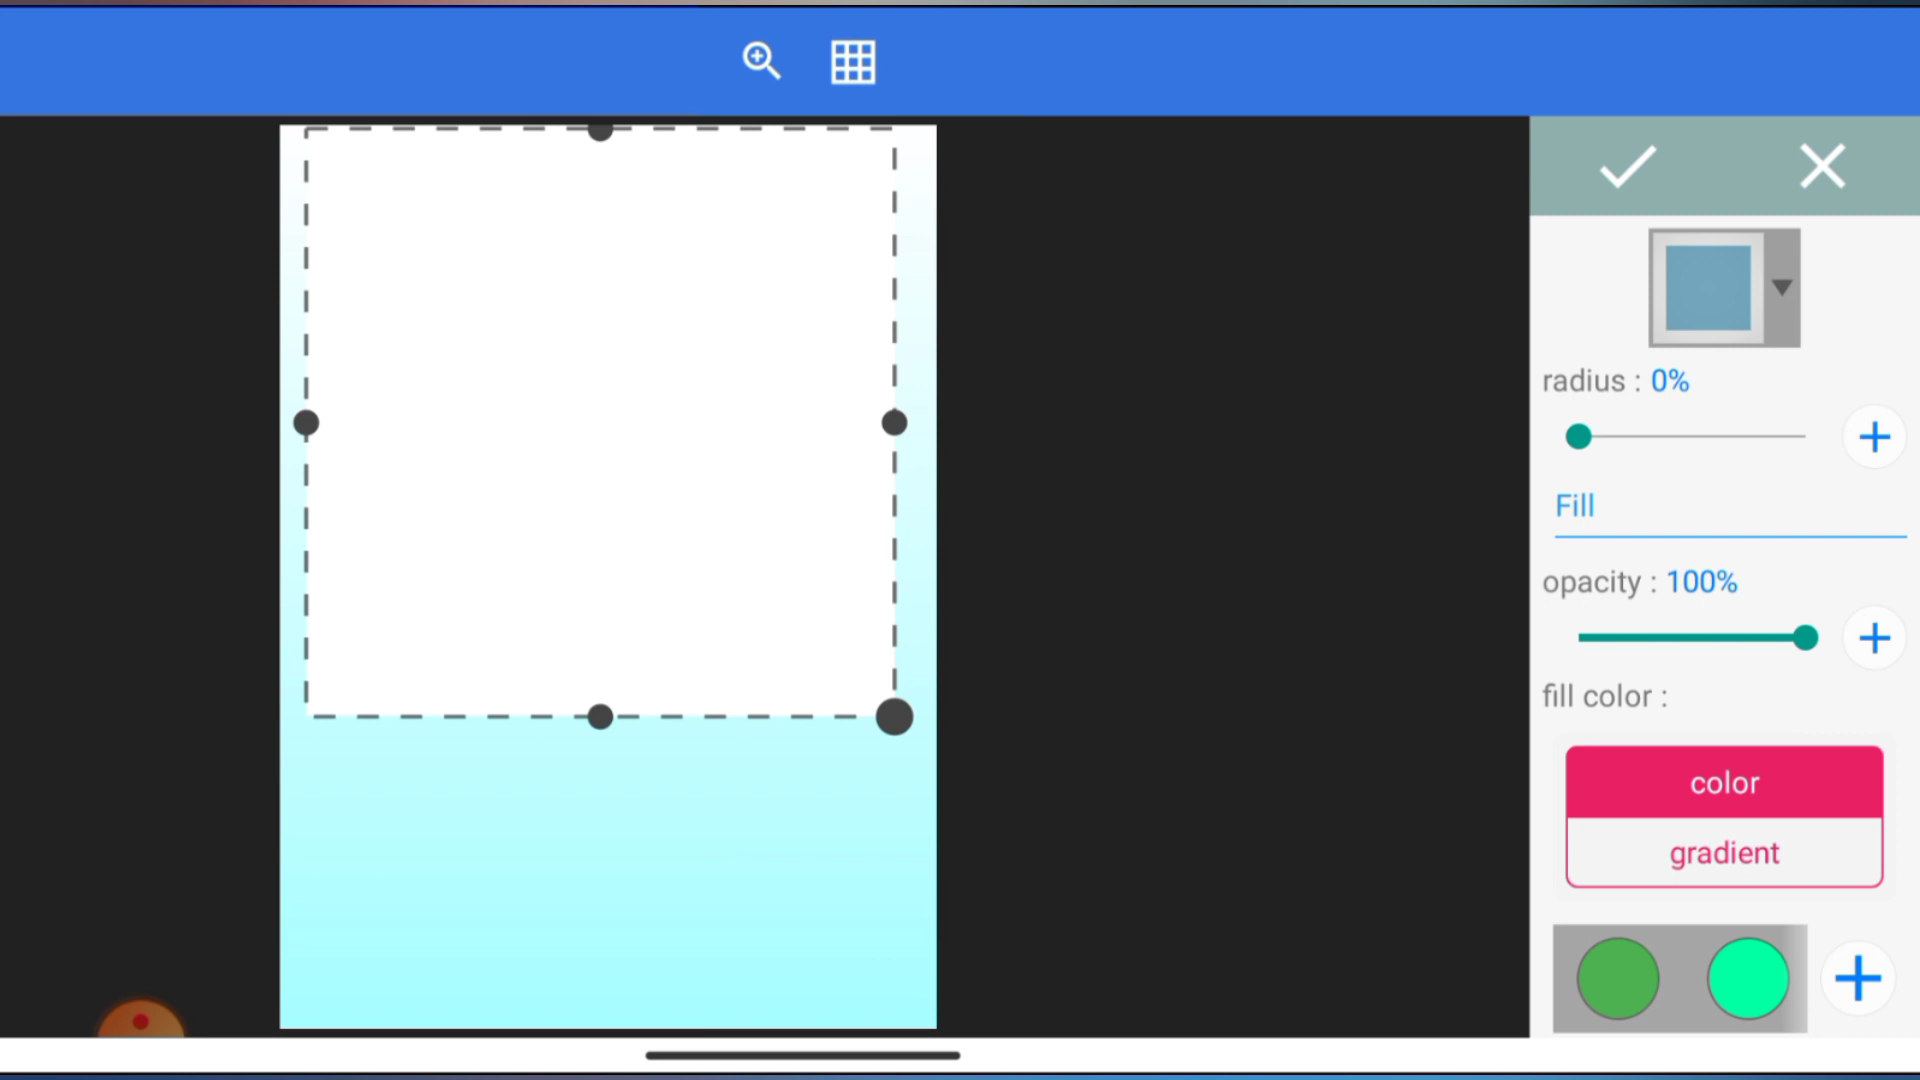 radius : 0%
Fill
opacity : 100%
fill color :
color
gradient